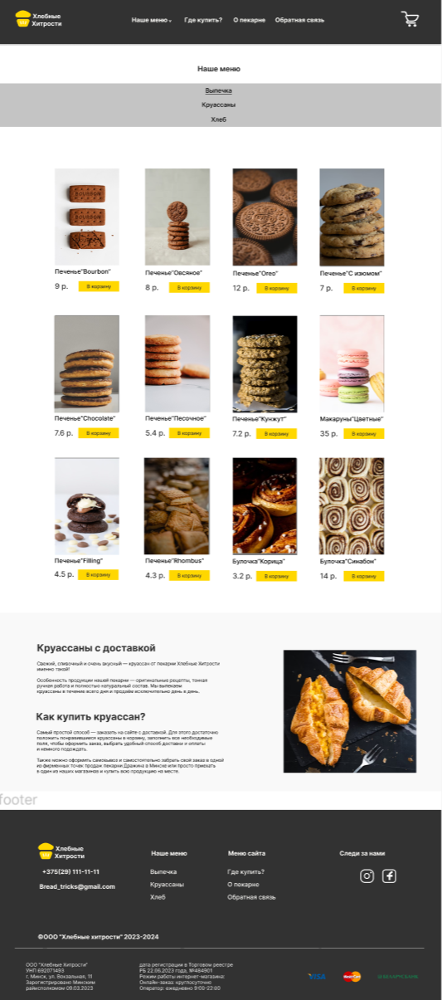 Хлебные
Хитрости
Наше меню
Где купить?
О пекарне
Обратная связь
Наше меню
Выпечка
Круассаны
Хлеб
BOURBON
BOURBON
Печенье"Bourbon"
Печенье"Овсяное"
Печенье"Oreo"
Печенье"С изюмом"
9 р.
В корзину
8 р.
В корзину
12 р.
В корзину
7 р.
В корзину
Печенье"Chocolate"
Печенье"Песочное"
Печенье"Кунжут"
Макаруны"Цветные"
7.6 р.
В корзину
5.4 р.
В корзину
7.2 р.
В корзину
35 р.
В корзину
Печенье"Filling"
Печенье"Rhombus"
Булочка"Корица"
Булочка"Синабон"
4.5 р.
В корзину
4.3 р.
В корзину
3.2 р.
В корзину
14 р.
В корзину
Круассаны с доставкой
Свежий, сливочный и очень вкусный — круассан от пекарни Хлебные Хитрости
именно такой!
Особенность продукции нашей пекарни — оригинальные рецепты, тонкая
ручная работа и полностью натуральный состав. Мы выпекаем
круассаны в течение всего дня и продаём исключительно день в день.
Как купить круассан?
Самый простой способ — заказать на сайте с доставкой. Для этого достаточно
положить понравившиеся круассаны в корзину, заполнить все необходимые
поля, чтобы оформить заказ, выбрать удобный способ доставки и оплаты
и немного подождать.
Также можно оформить самовывоз и самостоятельно забрать свой заказ в одной
из фирменных точек продаж пекарни Дражина в Минске или просто приехать
в один из наших магазинов и купить всю продукцию на месте.
footer
Хлебные
Хитрости
+375(29) 111-11-11
Bread_tricks@gmail.com
Наше меню
Выпечка
Круассаны
Хлеб
Меню сайта
Где купить?
О пекарне
Обратная связь
Следи за нами
©ООО "Хлебные хитрости" 2023-2024
ООО "Хлебные Хитрости"
УНП 692071493
г. Минск, ул. Вокзальная, 11
Зарегистрировано Минским
райисполкомом 09.03.2023
дата регистрации в Торговом реестре
РБ 22.06.2023 года, №484901
Режим работы интернет-магазина:
Онлайн-заказ: круглосуточно
Оператор: ежедневно 9:00-22:00
VISA
MasterCard
БЕЛАРУСБАНК